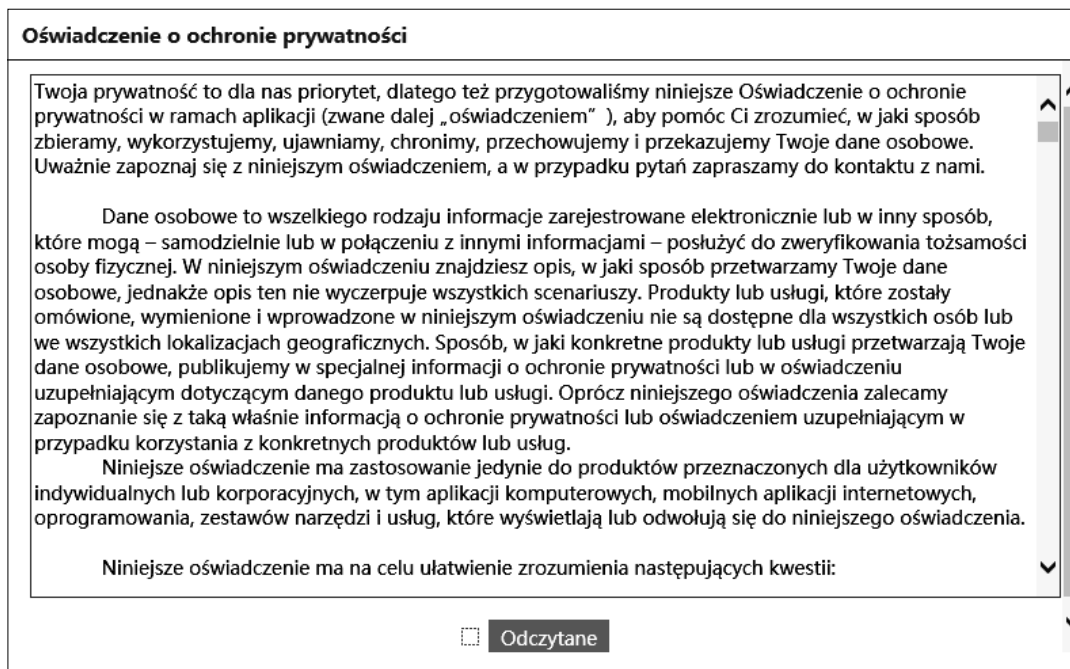 Oświadczenie o ochronie prywatności
Twoja prywatność to dla nas priorytet, dlatego też przygotowaliśmy niniejsze Oświadczenie o ochronie
prywatności w ramach aplikacji (zwane dalej „oświadczeniem” ), aby pomóc Ci zrozumieć, w jaki sposób
zbieramy, wykorzystujemy, ujawniamy, chronimy, przechowujemy i przekazujemy Twoje dane osobowe.
Uważnie zapoznaj się z niniejszym oświadczeniem, a w przypadku pytań zapraszamy do kontaktu z nami.
Dane osobowe to wszelkiego rodzaju informacje zarejestrowane elektronicznie lub w inny sposób,
które mogą – samodzielnie lub w połączeniu z innymi informacjami – posłużyć do zweryfikowania tożsamości
osoby fizycznej. W niniejszym oświadczeniu znajdziesz opis, w jaki sposób przetwarzamy Twoje dane
osobowe, jednakże opis ten nie wyczerpuje wszystkich scenariuszy. Produkty lub usługi, które zostały
omówione, wymienione i wprowadzone w niniejszym oświadczeniu nie są dostępne dla wszystkich osób lub
we wszystkich lokalizacjach geograficznych. Sposób, w jaki konkretne produkty lub usługi przetwarzają Twoje
dane osobowe, publikujemy w specjalnej informacji o ochronie prywatności lub w oświadczeniu
uzupełniającym dotyczącym danego produktu lub usługi. Oprócz niniejszego oświadczenia zalecamy
zapoznanie się z taką właśnie informacją o ochronie prywatności lub oświadczeniem uzupełniającym w
przypadku korzystania z konkretnych produktów lub usług.
Niniejsze oświadczenie ma zastosowanie jedynie do produktów przeznaczonych dla użytkowników
indywidualnych lub korporacyjnych, w tym aplikacji komputerowych, mobilnych aplikacji internetowych,
oprogramowania, zestawów narzędzi i usług, które wyświetlają lub odwołują się do niniejszego oświadczenia.
Niniejsze oświadczenie ma na celu ułatwienie zrozumienia następujących kwestii:
Odczytane